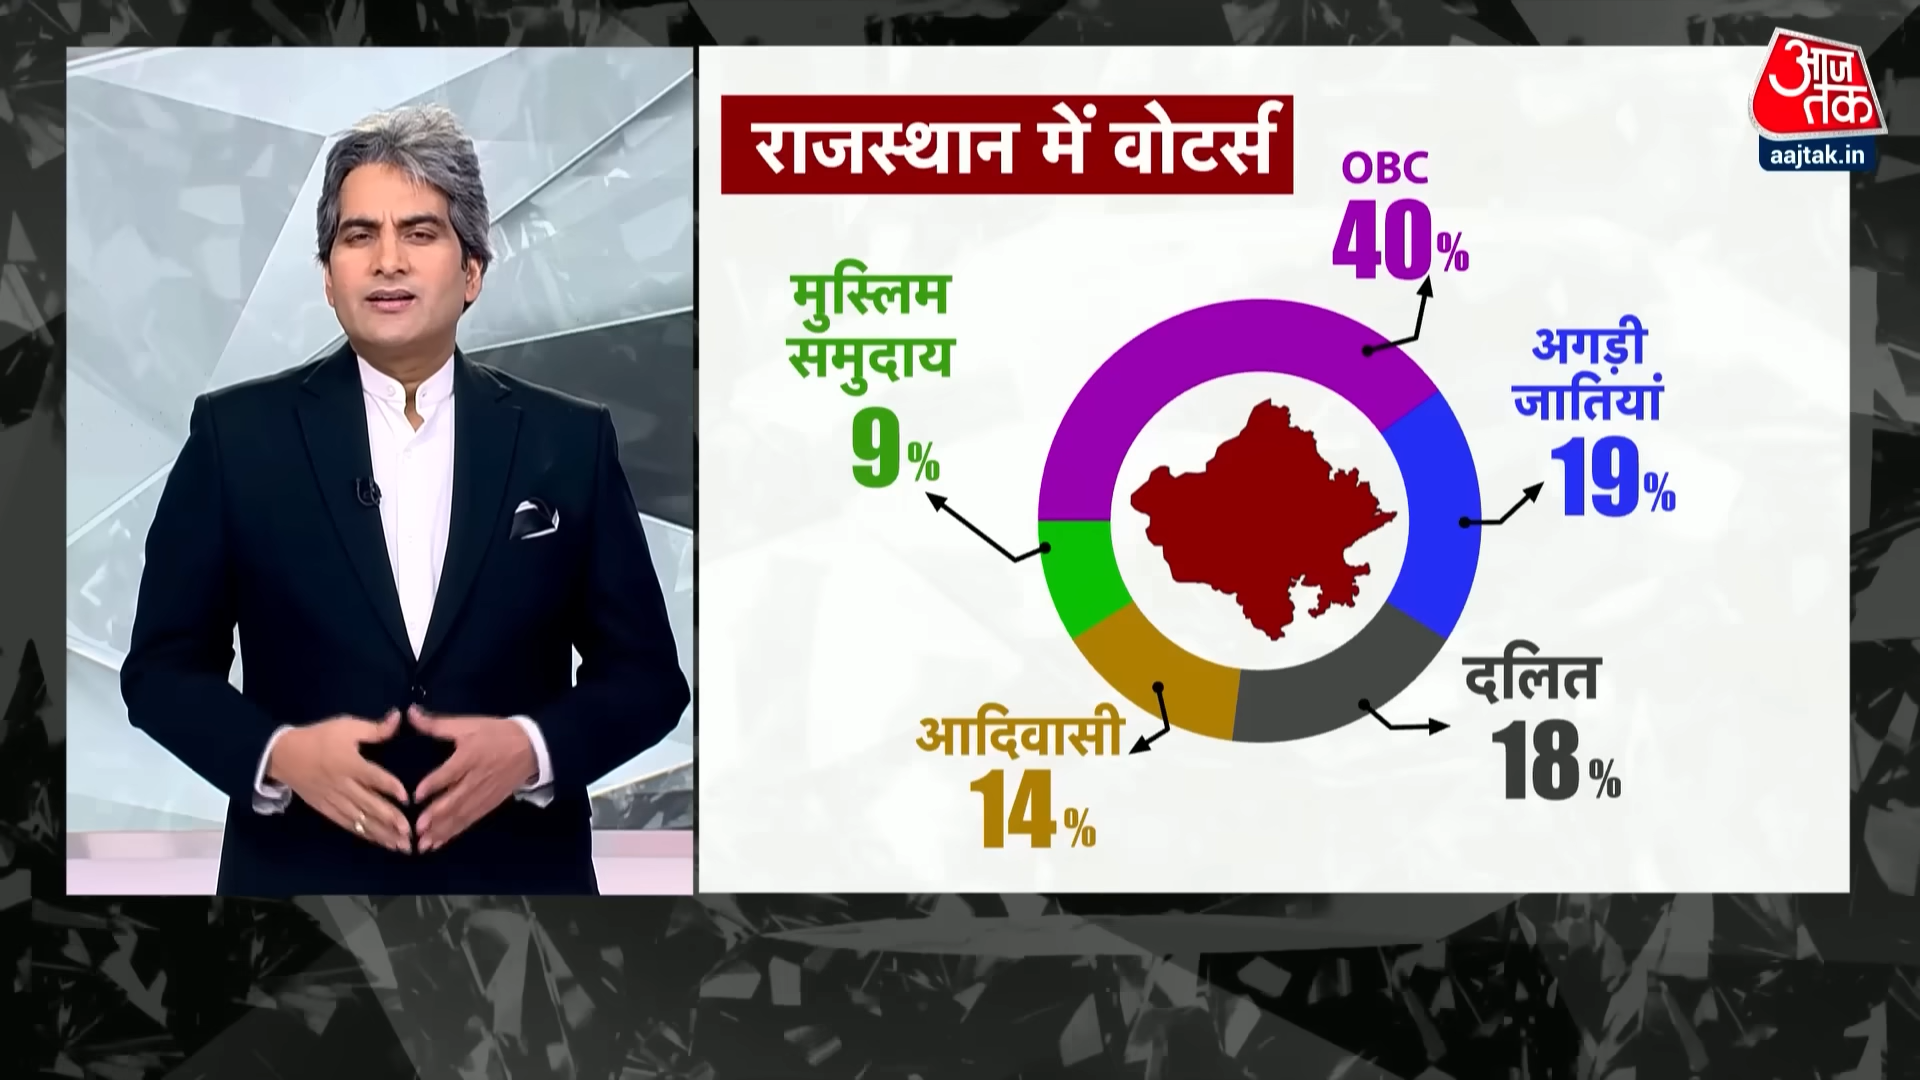 राजस्थान में वोटर्स
आज
तक
aajtak.in
OBC
40%
मुस्लिम
समुदाय
9%
अगड़ी
जातियां
19%
दलित
18%
आदिवासी
14%